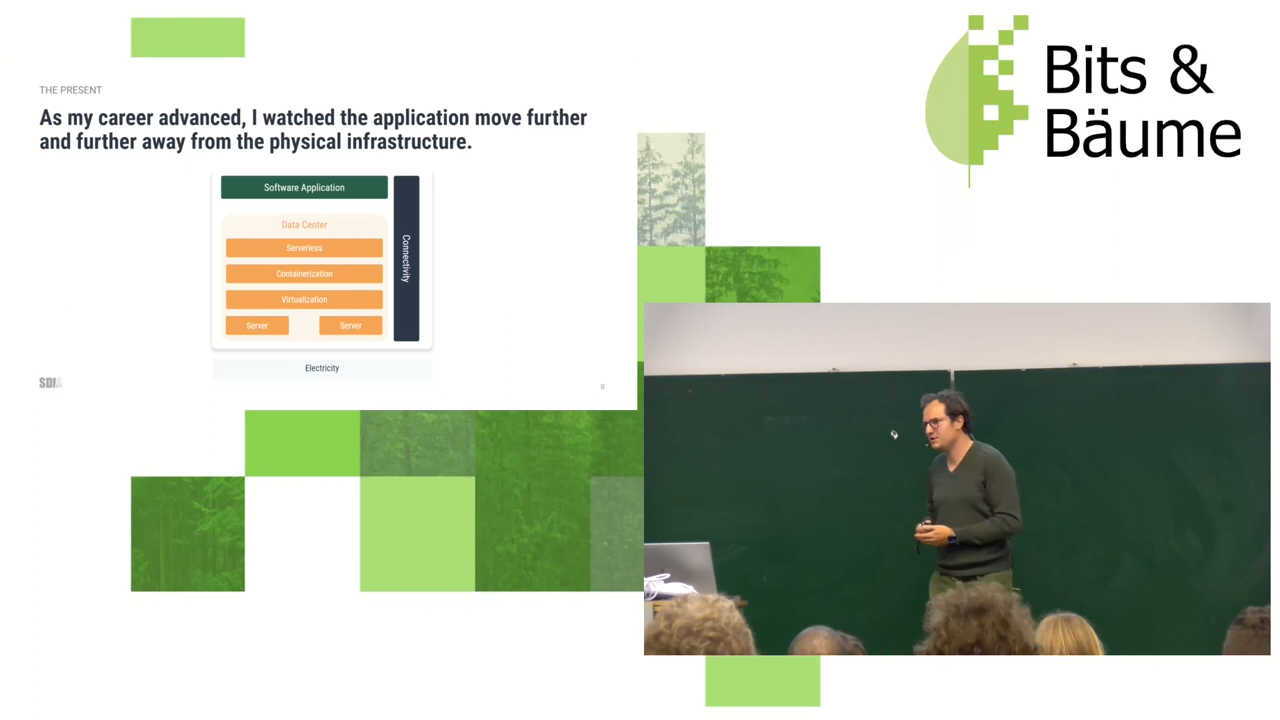 THE PRESENT
As my career advanced, I watched the application move further
and further away from the physical infrastructure.
Software Application
Data Center
Serverless
Containerization
Virtualization
Server
Server
Connectivity
Electricity
SDIA
8
Bits &
Bäume